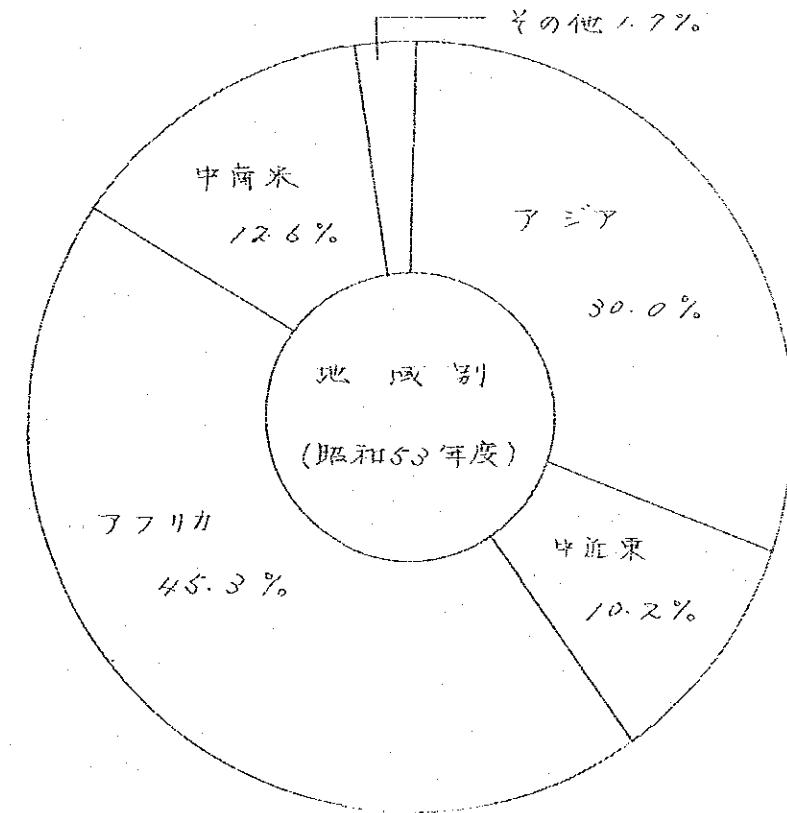 その他 1.7%
中南米
12.6%
アジア
30.0%
地域別
(昭和53年度)
アフリカ
45.3%
中近東
10.2%